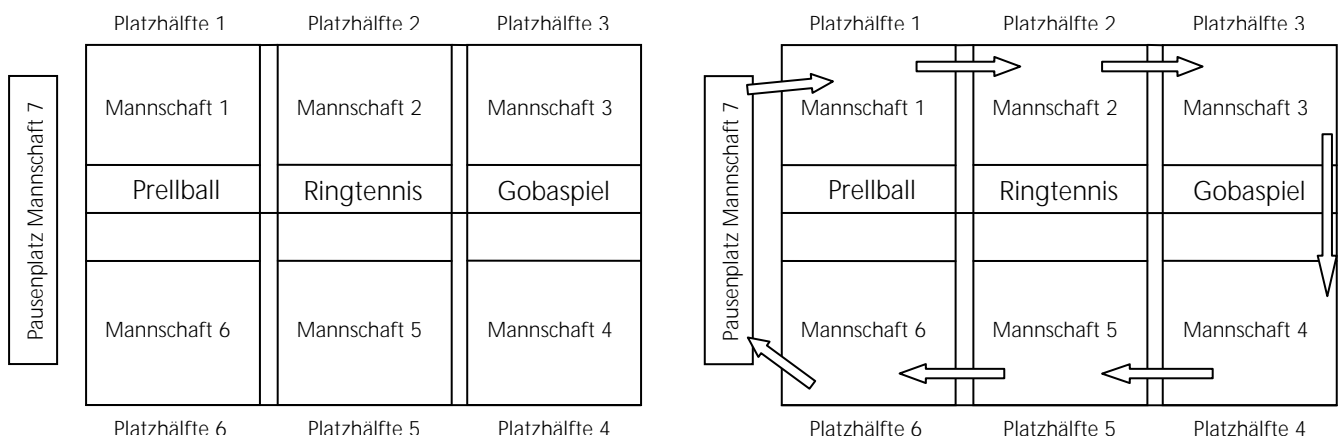 Platzhälfte 1 Platzhälfte 2 Platzhälfte 3
Pausenplatz Mannschaft 7
Mannschaft 1 Mannschaft 2 Mannschaft 3
Prellball Ringtennis Gobaspiel
Mannschaft 6 Mannschaft 5 Mannschaft 4
Platzhälfte 6 Platzhälfte 5 Platzhälfte 4
Platzhälfte 1 Platzhälfte 2 Platzhälfte 3
Pausenplatz Mannschaft 7
Mannschaft 1 Mannschaft 2 Mannschaft 3
Prellball Ringtennis Gobaspiel
Mannschaft 6 Mannschaft 5 Mannschaft 4
Platzhälfte 6 Platzhälfte 5 Platzhälfte 4